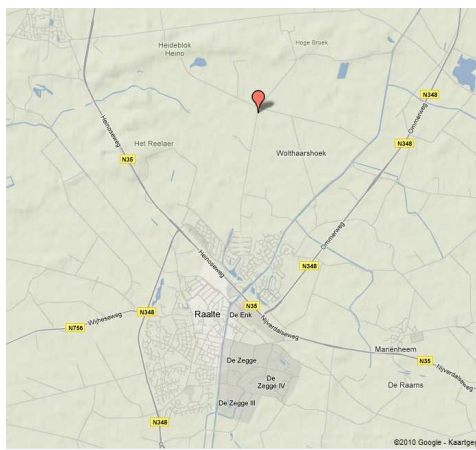 Heideblok
Heino
Hoge Broek
N348
Heinoseweg
Ommerweg
Het Reelaer
N348
Wolthaarshoek
N35
Heinoseweg
Ommerweg
N348
N35
N348
Raalte
De Enk
Wijheseweg
N756
Nijverdalseweg
Mariënheem
De Zegge
N35
De
Zegge IV
De Raams
Nijverdalseweg
De Zegge III
N348
©2010 Google - Kaartgeg